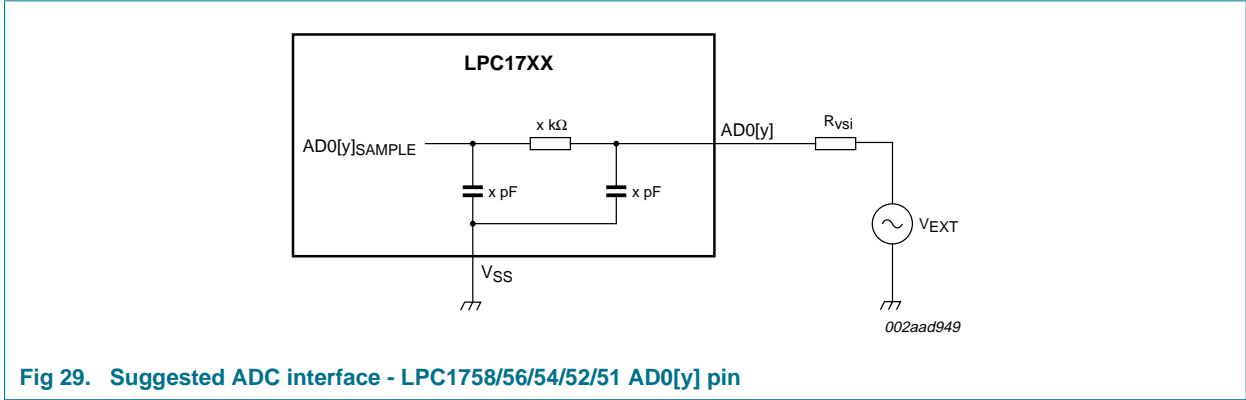 LPC17XX
x kΩ
AD0[y]
Rvsi
AD0[y]SAMPLE
x pF
x pF
VEXT
VSS
002aad949
Fig 29. Suggested ADC interface - LPC1758/56/54/52/51 AD0[y] pin